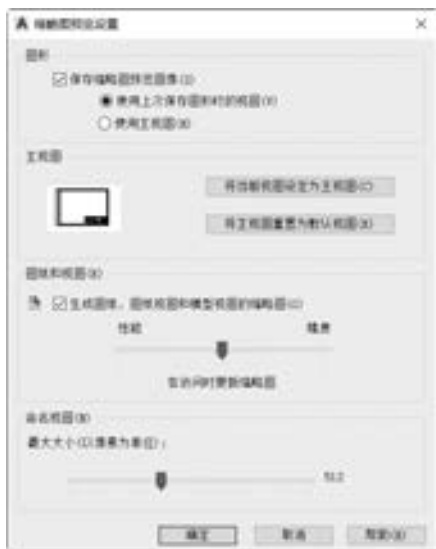 缩略图预览设置
图形
保存缩略图预览图像(I)
使用上次保存图形时的视图(V)
使用主视图(M)
主视图
将当前视图设定为主视图(C)
将主视图重置为默认视图(R)
图纸和视图(S)
生成图纸、图纸视图和模型视图的缩略图(G)
性能 精度
在访问时更新缩略图
命名视图(N)
最大大小(以像素为单位):
512
确定 取消 帮助(H)